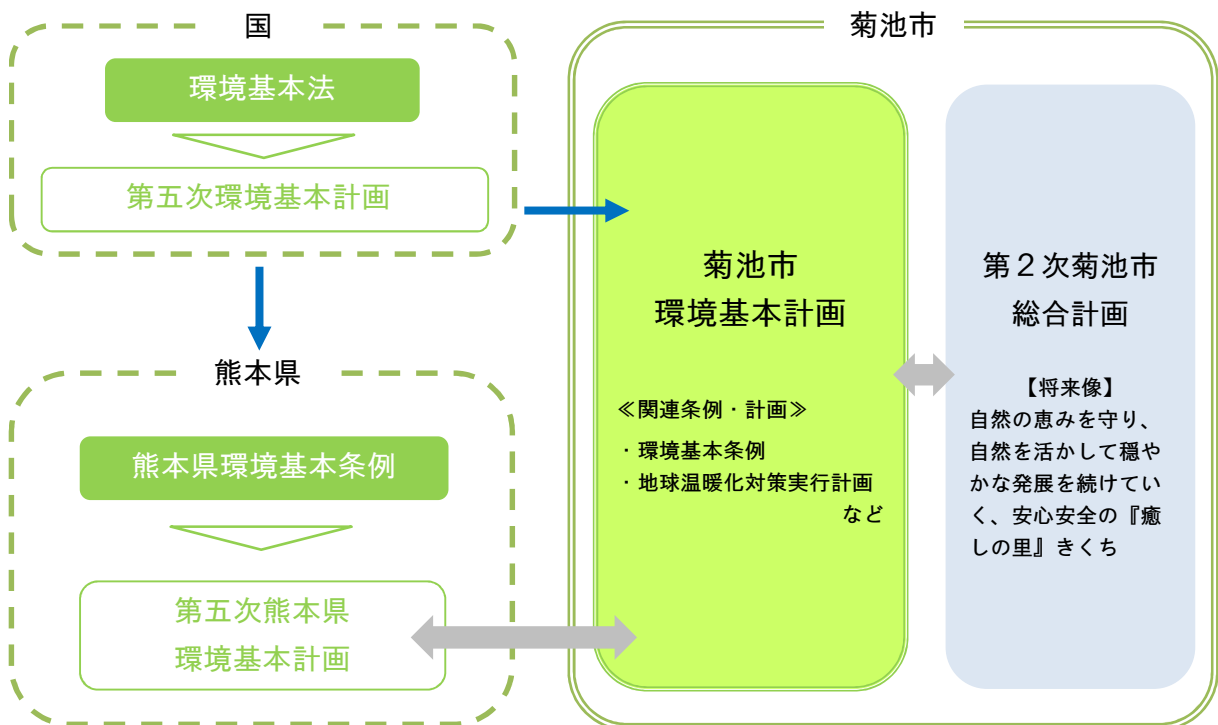 国
環境基本法
第五次環境基本計画
熊本県
熊本県環境基本条例
第五次熊本県
環境基本計画
菊池市
菊池市
環境基本計画
≪関連条例・計画≫
・環境基本条例
・地球温暖化対策実行計画
など
第２次菊池市
総合計画
【将来像】
自然の恵みを守り、
自然を活かして穏や
かな発展を続けてい
く、安心安全の『癒
しの里』きくち